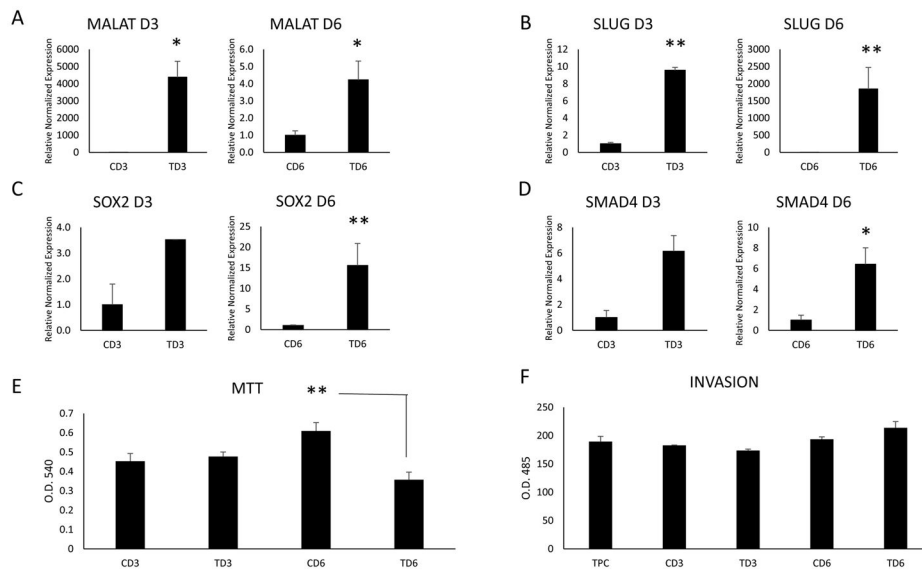 A
MALAT D3
Relative Normalized Expression
6000
5000
4000
3000
2000
1000
0
*
CD3
TD3
MALAT D6
Relative Normalized Expression
6.0
5.0
4.0
3.0
2.0
1.0
0.0
*
CD6
TD6
B
SLUG D3
Relative Normalized Expression
12
10
8
6
4
2
0
**
CD3
TD3
SLUG D6
Relative Normalized Expression
3000
2500
2000
1500
1000
500
0
**
CD6
TD6
C
SOX2 D3
Relative Normalized Expression
4.0
3.0
2.0
1.0
0.0
CD3
TD3
SOX2 D6
Relative Normalized Expression
25
20
15
10
5
0
**
CD6
TD6
D
SMAD4 D3
Relative Normalized Expression
8
6
4
2
0
CD3
TD3
SMAD4 D6
Relative Normalized Expression
10
8
6
4
2
0
*
CD6
TD6
E
MTT
O.D. 540
0.7
0.6
0.5
0.4
0.3
0.2
0.1
0
**
CD3
TD3
CD6
TD6
F
INVASION
O.D. 485
250
200
150
100
50
0
TPC
CD3
TD3
CD6
TD6